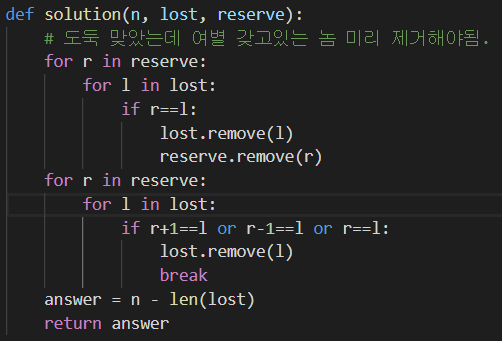 def solution(n, lost, reserve):
    # 도둑 맞았는데 여벌 갖고있는 놈 미리 제거해야됨.
    for r in reserve:
        for l in lost:
            if r==l:
                lost.remove(l)
                reserve.remove(r)
    for r in reserve:
        for l in lost:
            if r+1==l or r-1==l or r==l:
                lost.remove(l)
                break
    answer = n - len(lost)
    return answer